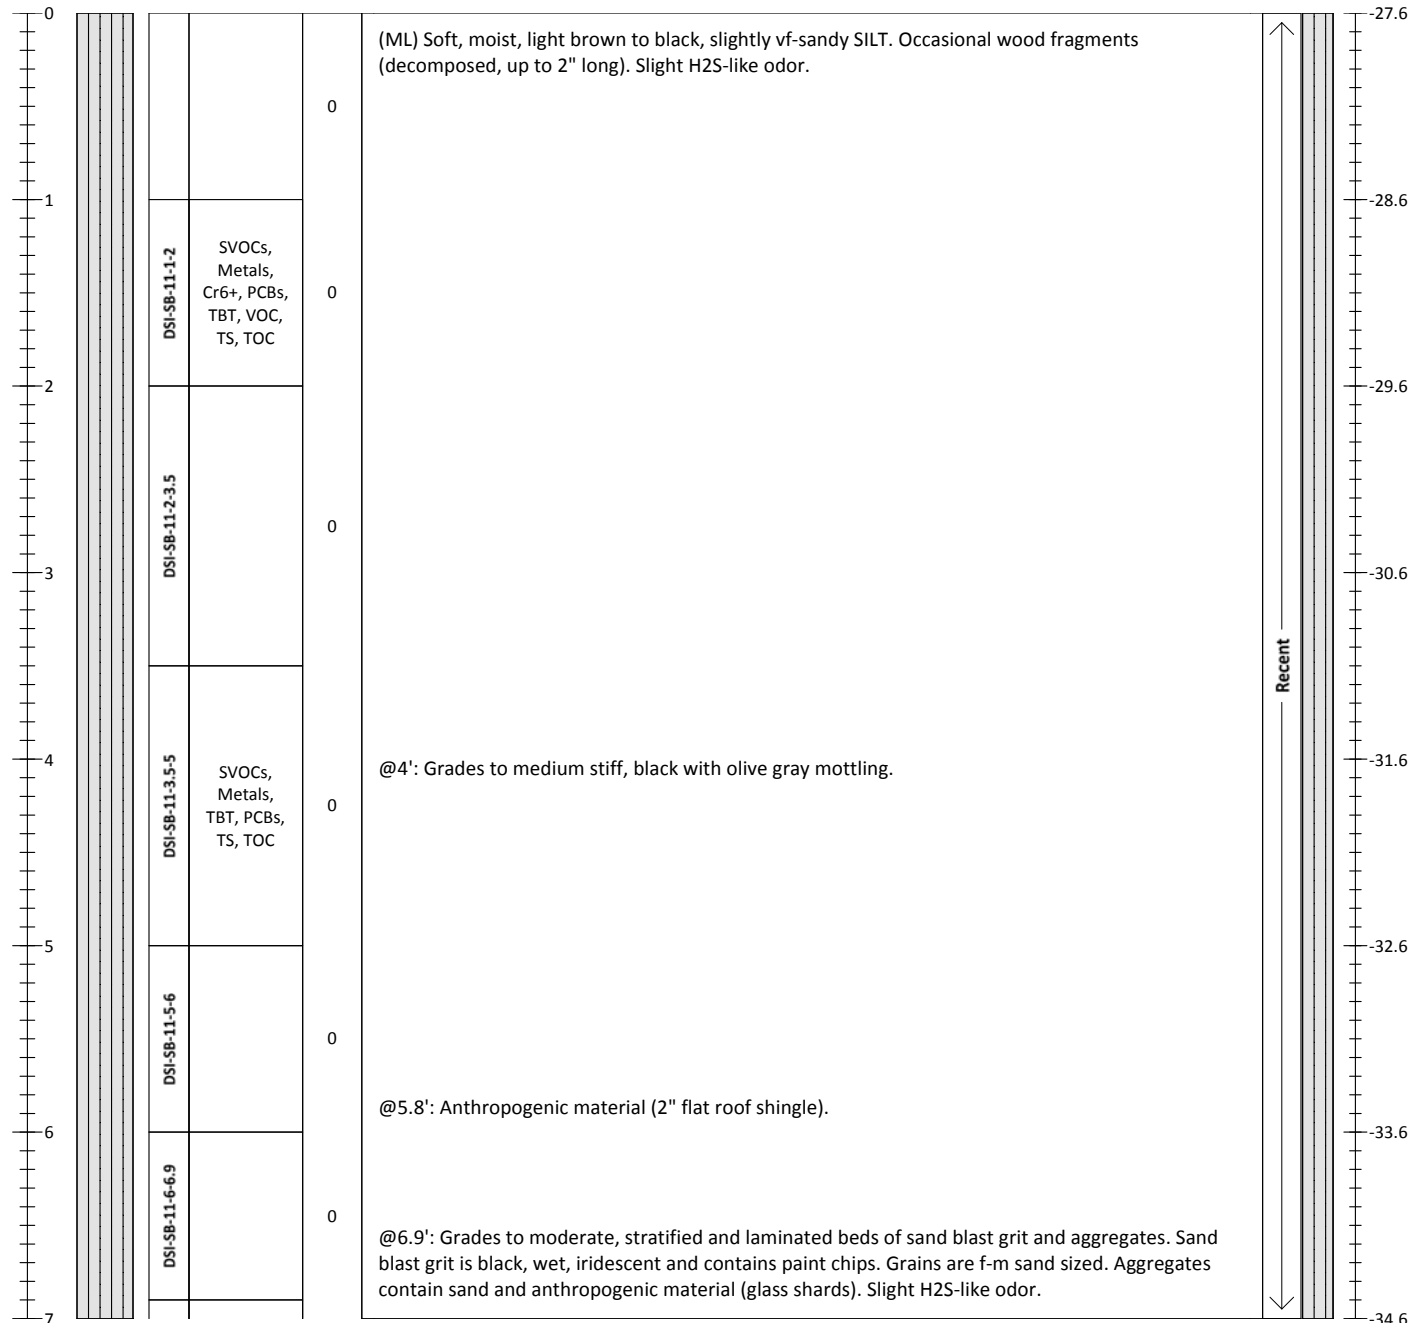 0
-27.6
(ML) Soft, moist, light brown to black, slightly vf-sandy SILT. Occasional wood fragments
(decomposed, up to 2" long). Slight H2S-like odor.
0
1
-28.6
DSI-SB-11-1-2
SVOCs,
Metals,
Cr6+, PCBs,
TBT, VOC,
TS, TOC
0
2
-29.6
DSI-SB-11-2-3.5
0
3
-30.6
Recent
4
-31.6
DSI-SB-11-3.5-5
SVOCs,
Metals,
TBT, PCBs,
TS, TOC
0
@4': Grades to medium stiff, black with olive gray mottling.
5
-32.6
DSI-SB-11-5-6
0
@5.8': Anthropogenic material (2" flat roof shingle).
6
-33.6
DSI-SB-11-6-6.9
0
@6.9': Grades to moderate, stratified and laminated beds of sand blast grit and aggregates. Sand
blast grit is black, wet, iridescent and contains paint chips. Grains are f-m sand sized. Aggregates
contain sand and anthropogenic material (glass shards). Slight H2S-like odor.
7
-34.6